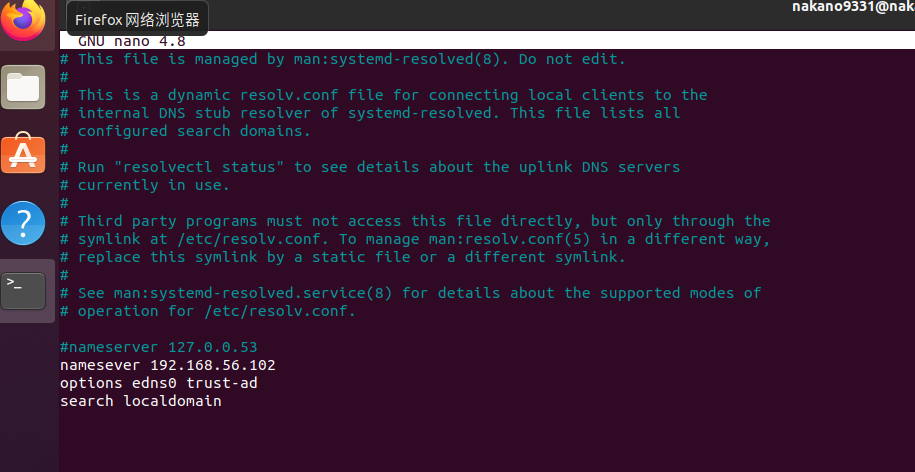 nakano9331@nak
Firefox 网络浏览器
GNU nano 4.8
# This file is managed by man:systemd-resolved(8). Do not edit.
#
# This is a dynamic resolv.conf file for connecting local clients to the
# internal DNS stub resolver of systemd-resolved. This file lists all
# configured search domains.
#
# Run "resolvectl status" to see details about the uplink DNS servers
# currently in use.
#
# Third party programs must not access this file directly, but only through the
# symlink at /etc/resolv.conf. To manage man:resolv.conf(5) in a different way,
# replace this symlink by a static file or a different symlink.
#
# See man:systemd-resolved.service(8) for details about the supported modes of
# operation for /etc/resolv.conf.
#nameserver 127.0.0.53
namesever 192.168.56.102
options edns0 trust-ad
search localdomain